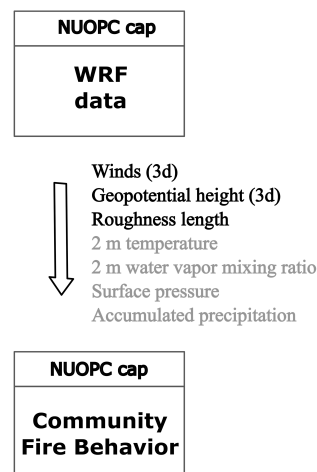 NUOPC cap
WRF
data
Winds (3d)
Geopotential height (3d)
Roughness length
2 m temperature
2 m water vapor mixing ratio
Surface pressure
Accumulated precipitation
NUOPC cap
Community
Fire Behavior